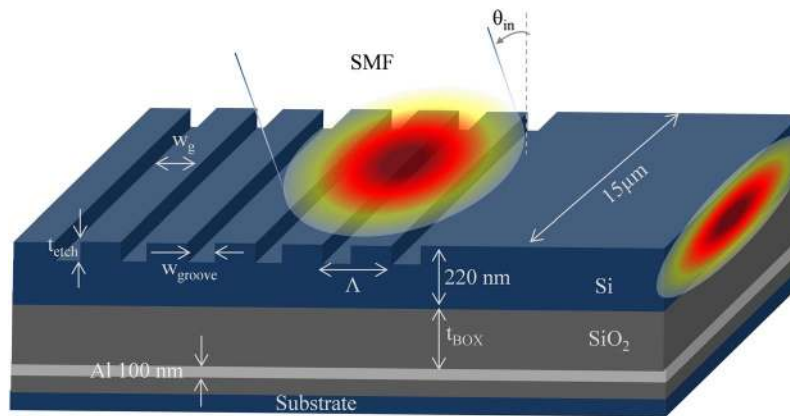 θin
SMF
wg
15μm
tetch
wgroove
Λ
220 nm
Si
tBOX
SiO2
Al 100 nm
Substrate